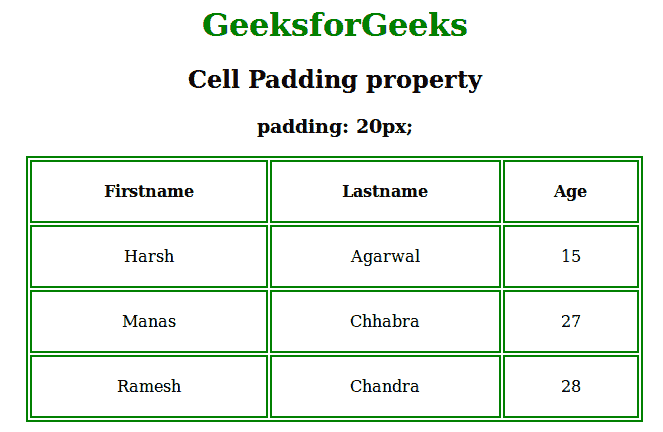 GeeksforGeeks
Cell Padding property
padding: 20px;
Firstname Lastname Age
Harsh Agarwal 15
Manas Chhabra 27
Ramesh Chandra 28